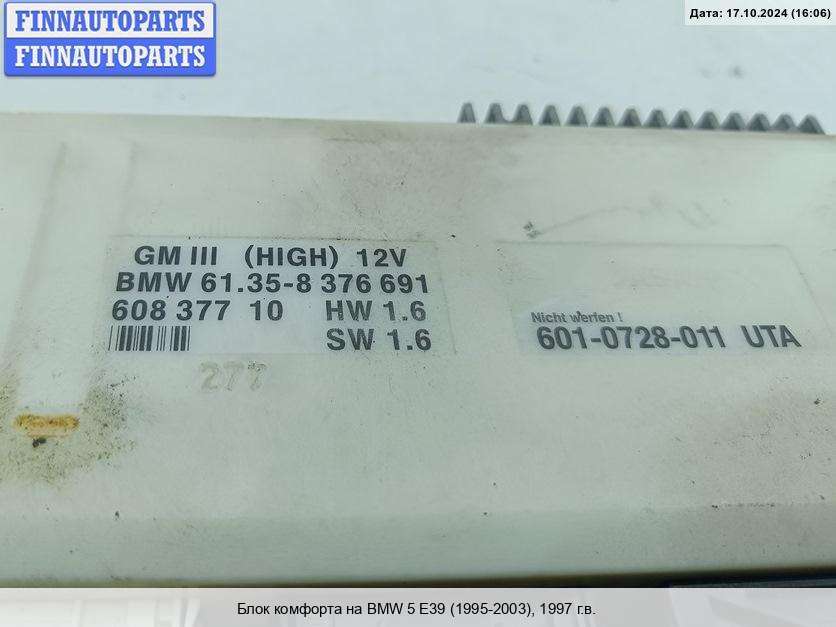 FINNAUTOPARTS
FINNAUTOPARTS
Дата: 17.10.2024 (16:06)
GM III (HIGH) 12V
BMW 61.35-8 376 691
608 377 10 HW 1.6
SW 1.6
277
Nicht werfen !
601-0728-011 UTA
Блок комфорта на BMW 5 E39 (1995-2003), 1997 г.в.